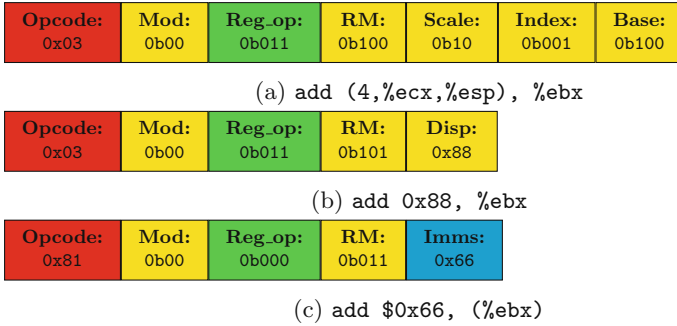 Opcode: Mod: Reg_op: RM: Scale: Index: Base:
0x03 0b00 0b011 0b100 0b10 0b001 0b100
(a) add (4,%ecx,%esp), %ebx
Opcode: Mod: Reg_op: RM: Disp:
0x03 0b00 0b011 0b101 0x88
(b) add 0x88, %ebx
Opcode: Mod: Reg_op: RM: Imms:
0x81 0b00 0b000 0b011 0x66
(c) add $0x66, (%ebx)